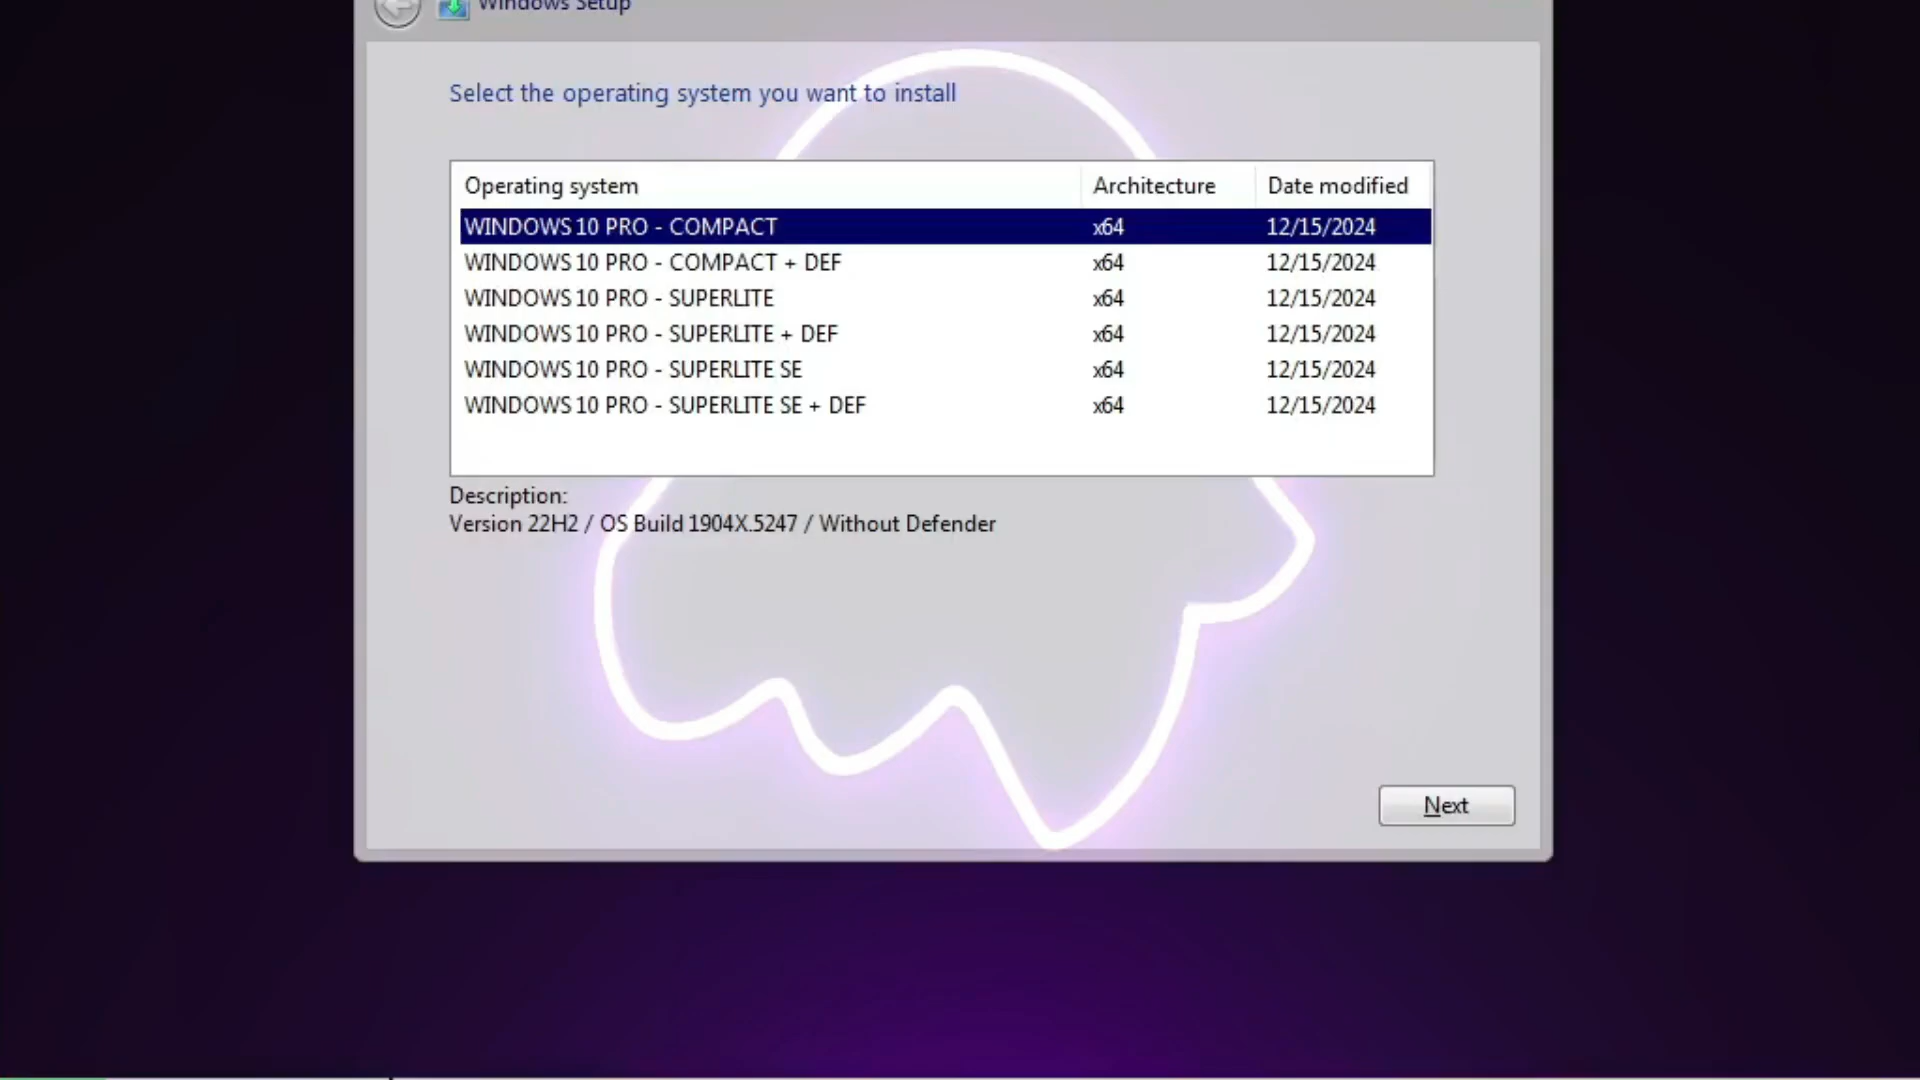 Windows Setup
Select the operating system you want to install
Operating system Architecture Date modified
WINDOWS 10 PRO - COMPACT x64 12/15/2024
WINDOWS 10 PRO - COMPACT + DEF x64 12/15/2024
WINDOWS 10 PRO - SUPERLITE x64 12/15/2024
WINDOWS 10 PRO - SUPERLITE + DEF x64 12/15/2024
WINDOWS 10 PRO - SUPERLITE SE x64 12/15/2024
WINDOWS 10 PRO - SUPERLITE SE + DEF x64 12/15/2024
Description:
Version 22H2 / OS Build 1904X.5247 / Without Defender
Next